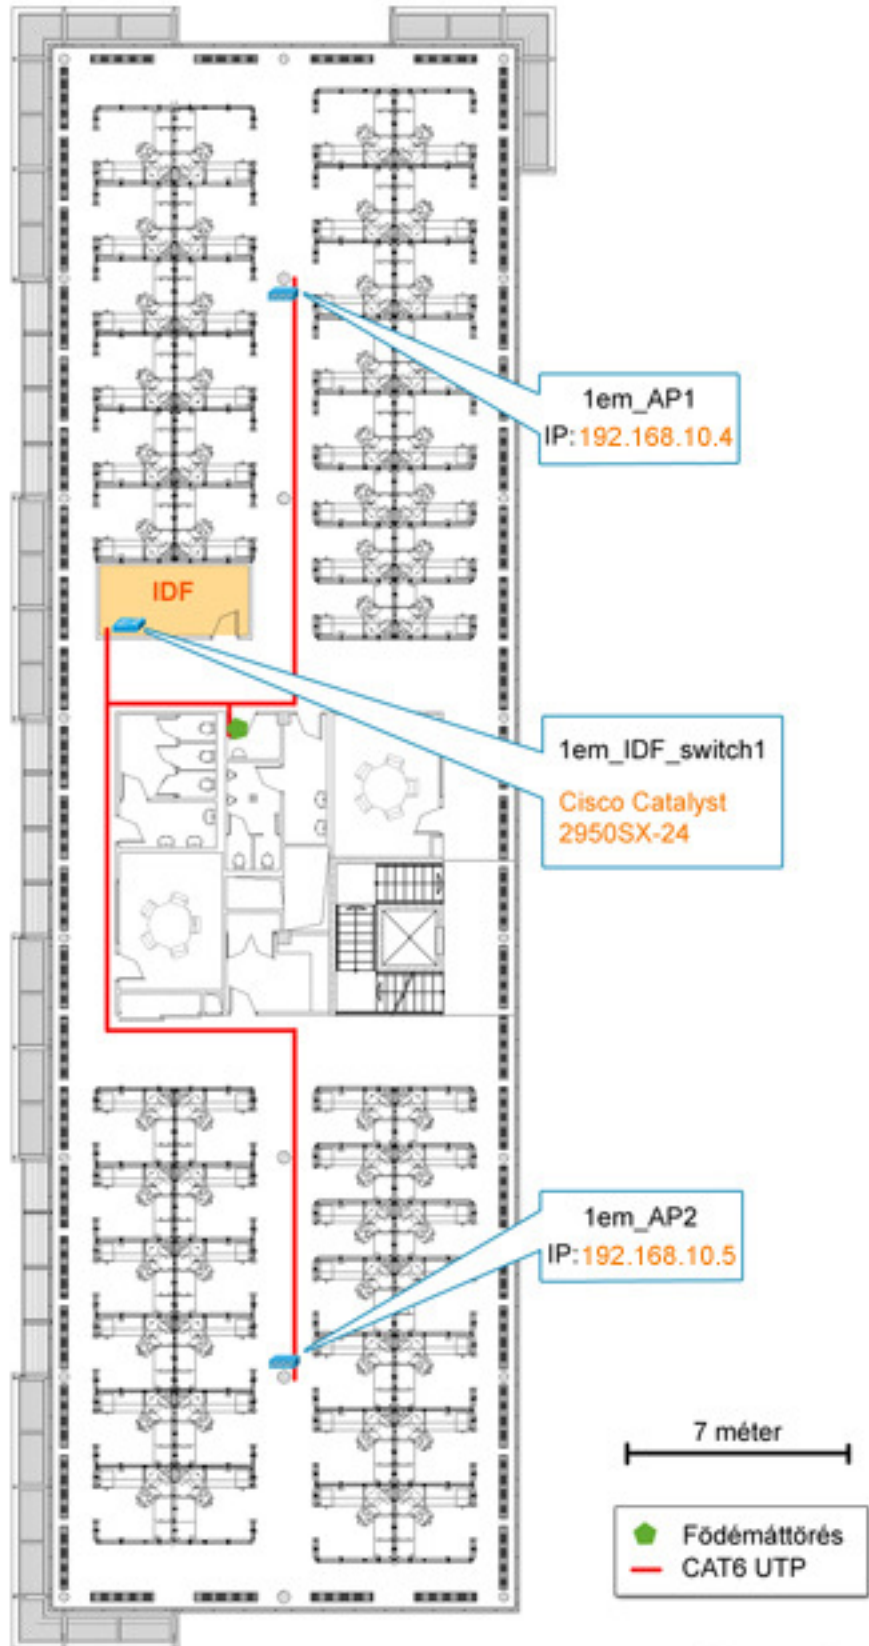 1em_AP1
IP:192.168.10.4
IDF
1em_IDF_switch1
Cisco Catalyst
2950SX-24
1em_AP2
IP:192.168.10.5
7 méter
Födémáttörés
CAT6 UTP